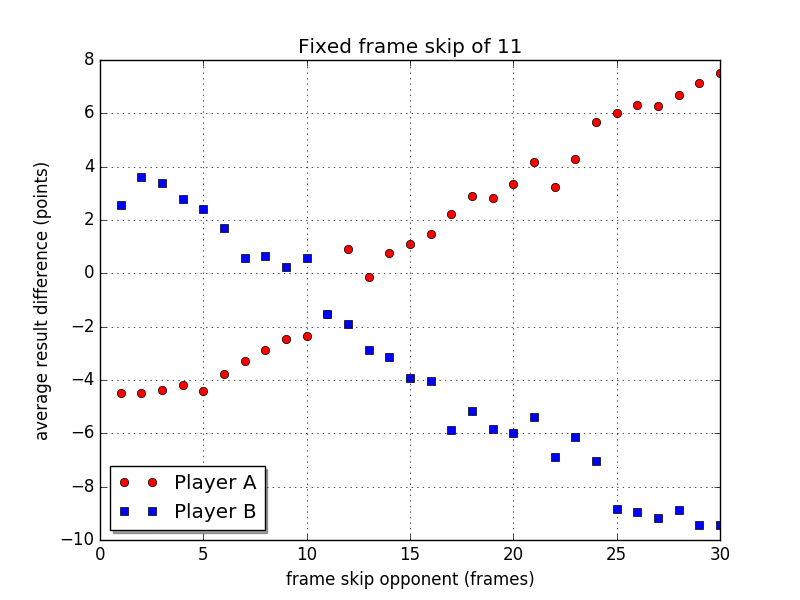 Fixed frame skip of 11
8
6
4
2
0
−2
−4
−6
−8
−10
average result difference (points)
Player A
Player B
0 5 10 15 20 25 30
frame skip opponent (frames)